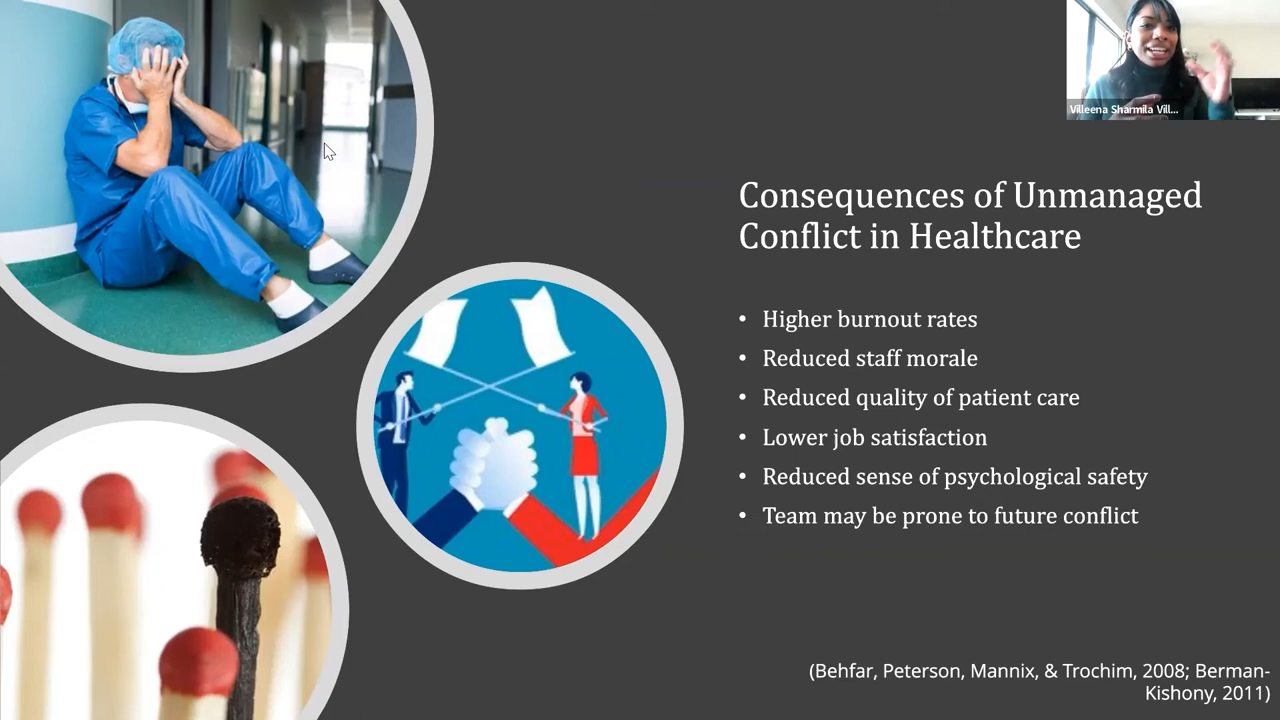 Villeena Sharmila Vill...
Consequences of Unmanaged
Conflict in Healthcare
• Higher burnout rates
• Reduced staff morale
• Reduced quality of patient care
• Lower job satisfaction
• Reduced sense of psychological safety
• Team may be prone to future conflict
(Behfar, Peterson, Mannix, & Trochim, 2008; Berman-
Kishony, 2011)